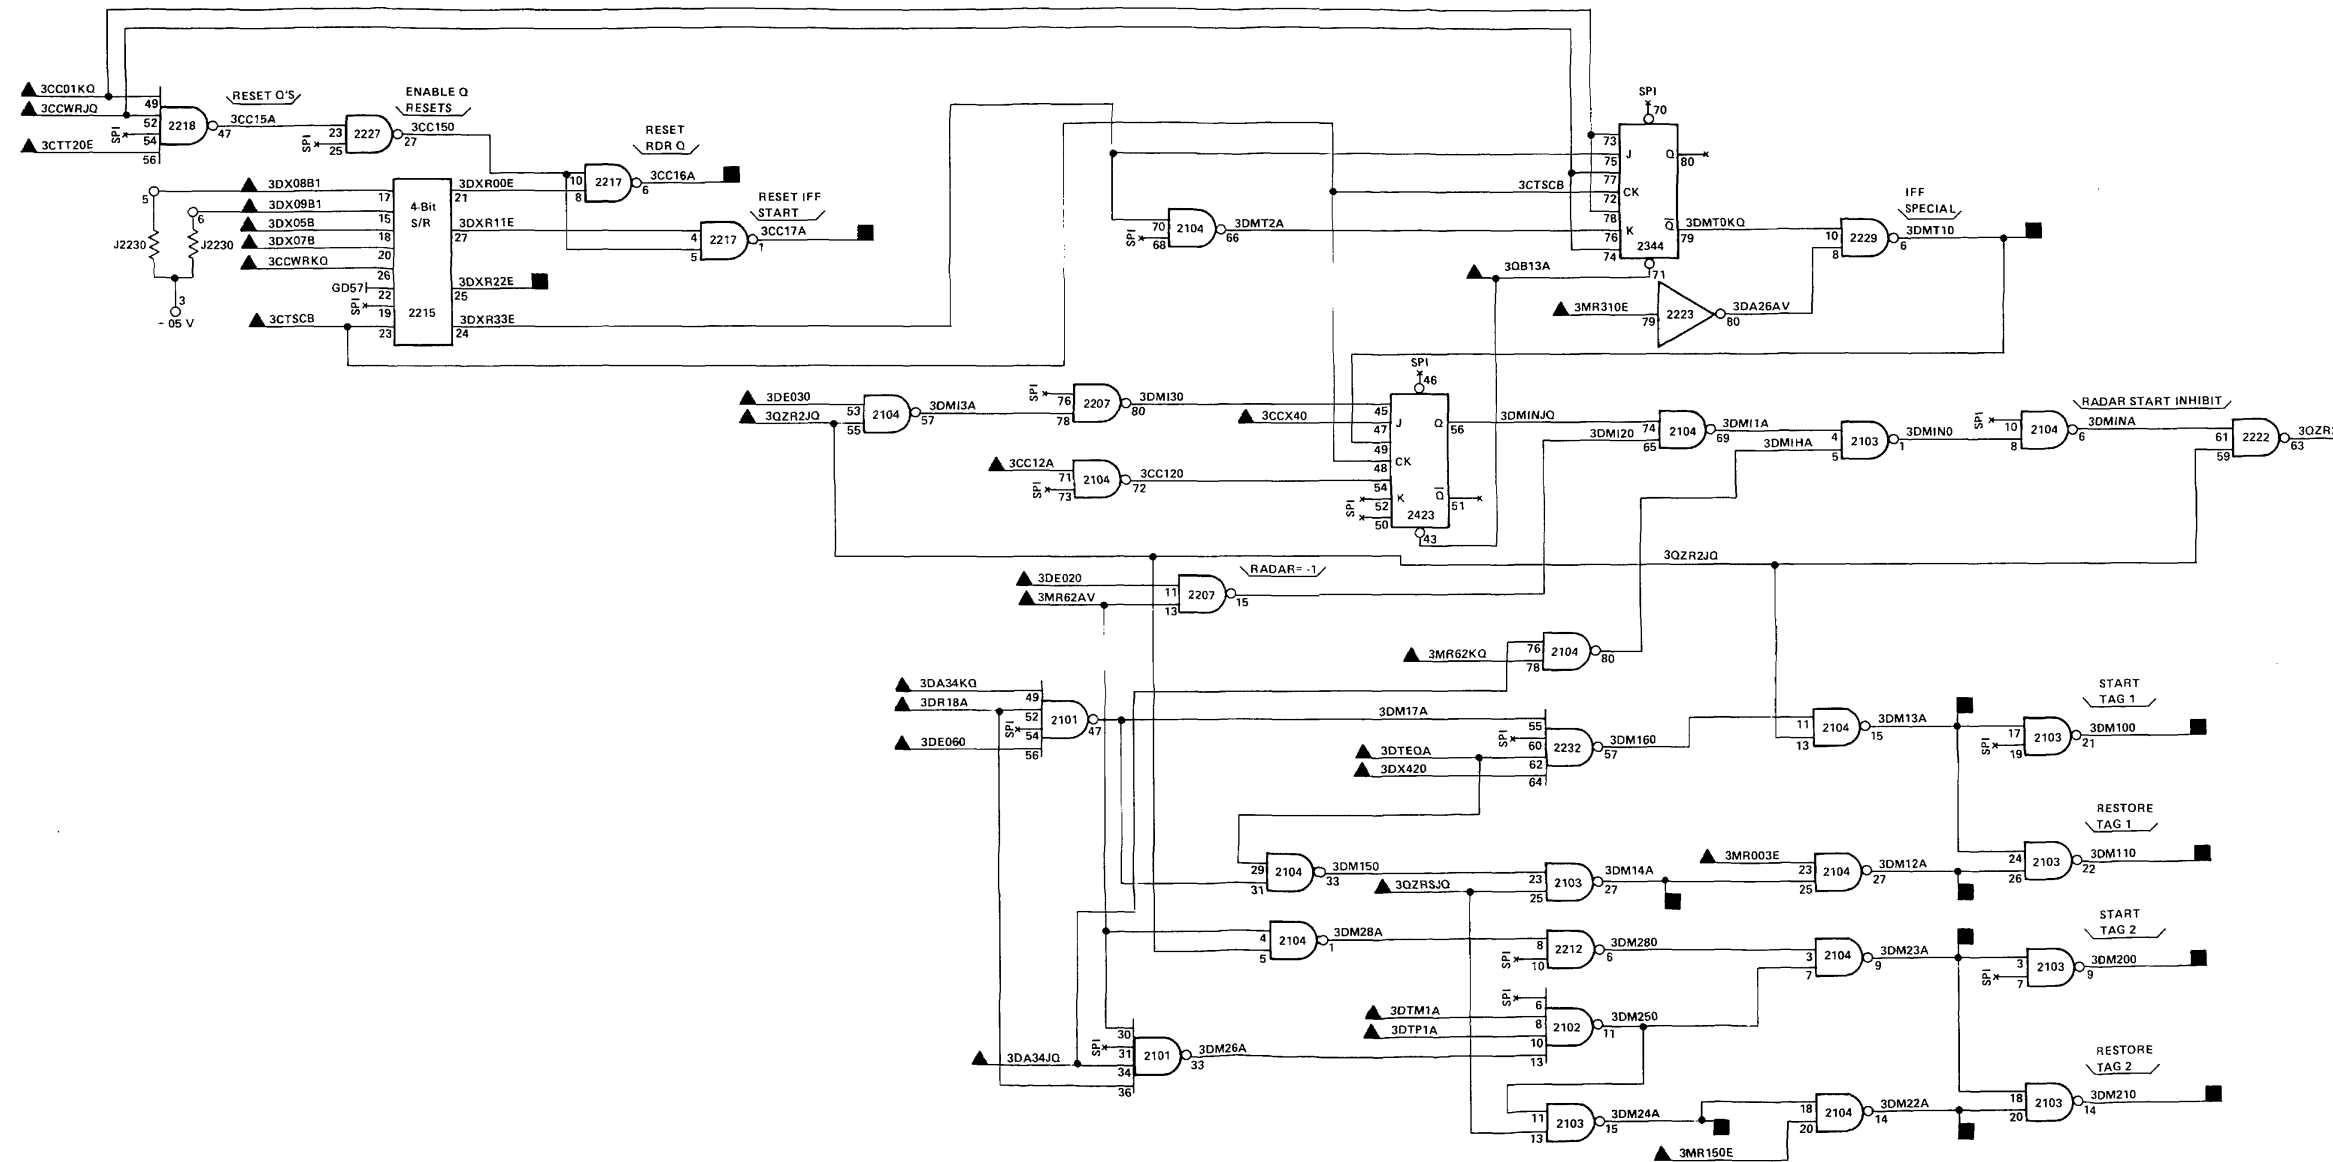 3CC01KQ
3CCWRJQ
3CTT20E
49
52
SPI
54
56
2218
47
RESET Q'S
3CC15A
ENABLE Q
RESETS
23
SPI
25
2227
27
3CC150
RESET
RDR Q
10
8
2217
6
3CC16A
RESET IFF
START
4
5
2217
1
3CC17A
5
6
J2230
J2230
3
- 05 V
3DX08B1
3DX09B1
3DX05B
3DX07B
3CCWRKQ
GD57
SPI
3CTSCB
17
15
18
20
26
22
19
23
4-Bit
S/R
2215
3DXR00E
21
3DXR11E
27
3DXR22E
25
3DXR33E
24
70
SPI
68
2104
66
3DMT2A
3CTSCB
SPI
70
73
75
77
72
78
76
74
J
CK
K
Q
80
Q
79
2344
71
3DMT0KQ
3QB13A
3MR310E
79
2223
80
3DA26AV
10
8
2229
6
IFF
SPECIAL
3DMT10
3DE030
3QZR2JQ
53
55
2104
57
3DMI3A
SPI
76
78
2207
80
3DMI30
3CCX40
3CC12A
71
SPI
73
2104
72
3CC120
SPI
46
45
47
49
48
54
52
50
SPI
J
CK
K
Q
56
Q
51
2423
43
3DMINJQ
3DMI20
74
65
2104
69
3DMI1A
3DMIHA
4
5
2103
1
3DMIN0
SPI
10
8
2104
6
RADAR START INHIBIT
3DMINA
61
59
2222
63
3QZR2JQ
3DE020
3MR62AV
11
13
2207
15
RADAR= -1
3MR62KQ
76
78
2104
80
3DA34KQ
3DR18A
3DE060
49
52
SPI
54
56
2101
47
3DM17A
3DTEQA
3DX420
55
SPI
60
62
64
2232
57
3DM160
11
13
2104
15
3DM13A
START
TAG 1
17
SPI
19
2103
21
3DM100
RESTORE
TAG 1
24
26
2103
22
3DM110
29
31
2104
33
3DM150
3QZRSJQ
23
25
2103
27
3DM14A
3MR003E
23
25
2104
27
3DM12A
4
5
2104
1
3DM28A
8
SPI
10
2212
6
3DM280
3
7
2104
9
3DM23A
START
TAG 2
3
SPI
7
2103
9
3DM200
3DA34JQ
30
SPI
31
34
36
2101
33
3DM26A
3DTM1A
3DTP1A
SPI
6
8
10
13
2102
11
3DM250
11
13
2103
15
3DM24A
3MR150E
18
20
2104
14
3DM22A
RESTORE
TAG 2
18
20
2103
14
3DM210